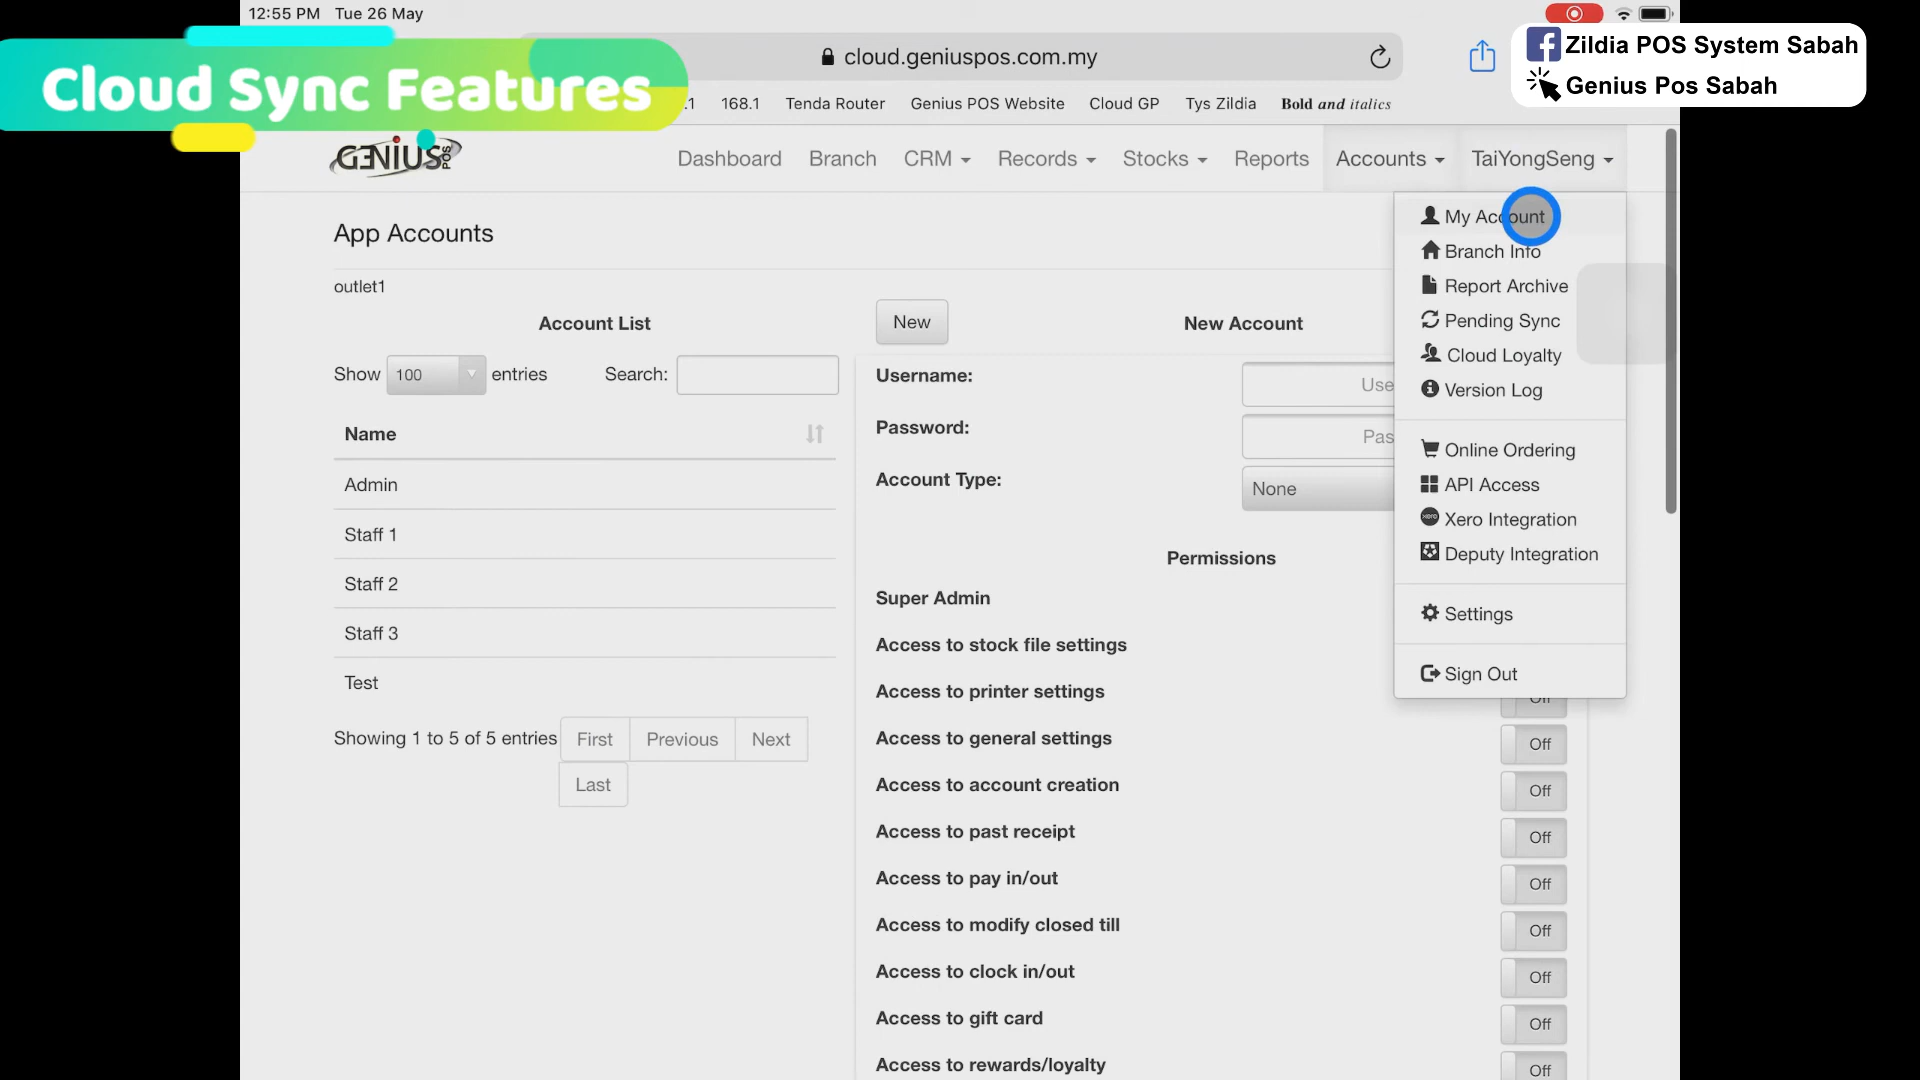 12:55 PM Tue 26 May
cloud.geniuspos.com.my
Zildia POS System Sabah
Genius Pos Sabah
Cloud Sync Features
.1 168.1 Tenda Router Genius POS Website Cloud GP Tys Zildia Bold and italics
GENIUS POS
Dashboard Branch CRM Records Stocks Reports Accounts TaiYongSeng
App Accounts
outlet1
Account List
New
New Account
Show 100 entries
Search:
Name
Admin
Staff 1
Staff 2
Staff 3
Test
Showing 1 to 5 of 5 entries
First Previous Next
Last
Username:
Use
Password:
Pas
Account Type:
None
Permissions
Super Admin
Access to stock file settings
Access to printer settings
Off
Access to general settings
Off
Access to account creation
Off
Access to past receipt
Off
Access to pay in/out
Off
Access to modify closed till
Off
Access to clock in/out
Off
Access to gift card
Off
Access to rewards/loyalty
Off
My Account
Branch Info
Report Archive
Pending Sync
Cloud Loyalty
Version Log
Online Ordering
API Access
xero Xero Integration
Deputy Integration
Settings
Sign Out